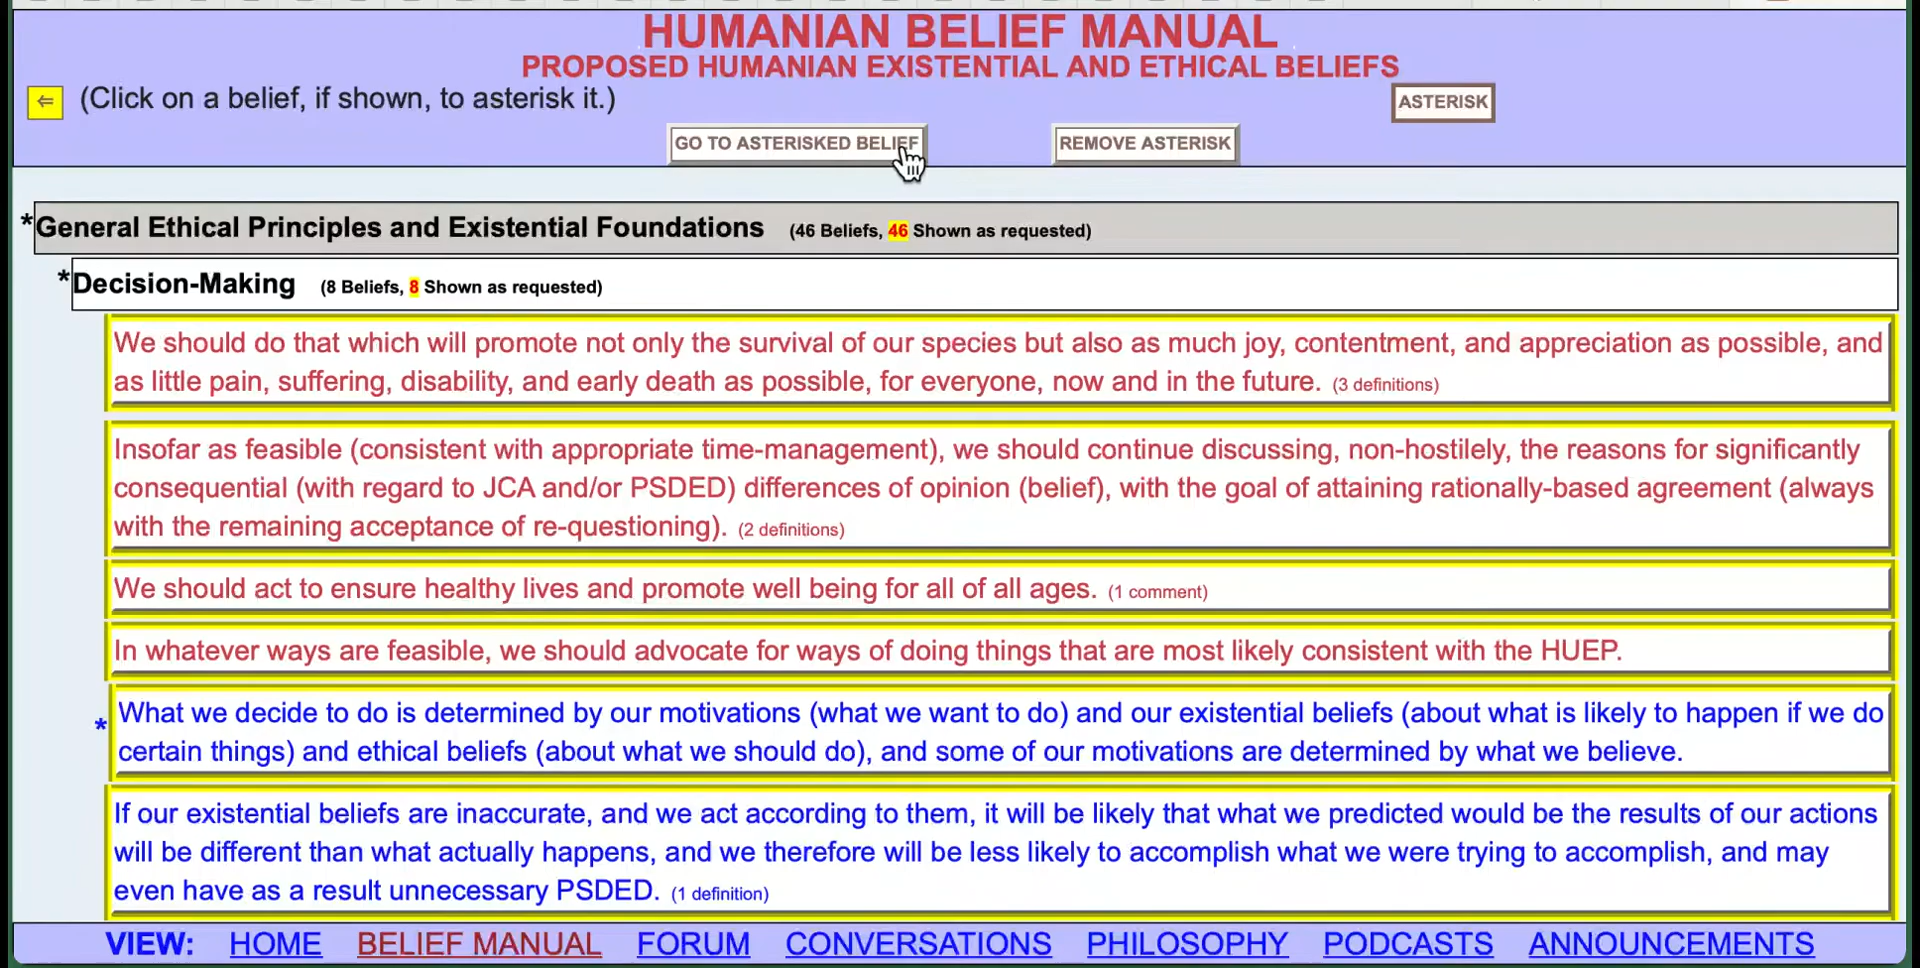 HUMANIAN BELIEF MANUAL
PROPOSED HUMANIAN EXISTENTIAL AND ETHICAL BELIEFS
⇐ (Click on a belief, if shown, to asterisk it.)
ASTERISK
GO TO ASTERISKED BELIEF
REMOVE ASTERISK
*General Ethical Principles and Existential Foundations (46 Beliefs, 46 Shown as requested)
*Decision-Making (8 Beliefs, 8 Shown as requested)
We should do that which will promote not only the survival of our species but also as much joy, contentment, and appreciation as possible, and
as little pain, suffering, disability, and early death as possible, for everyone, now and in the future. (3 definitions)
Insofar as feasible (consistent with appropriate time-management), we should continue discussing, non-hostilely, the reasons for significantly
consequential (with regard to JCA and/or PSDED) differences of opinion (belief), with the goal of attaining rationally-based agreement (always
with the remaining acceptance of re-questioning). (2 definitions)
We should act to ensure healthy lives and promote well being for all of all ages. (1 comment)
In whatever ways are feasible, we should advocate for ways of doing things that are most likely consistent with the HUEP.
* What we decide to do is determined by our motivations (what we want to do) and our existential beliefs (about what is likely to happen if we do
certain things) and ethical beliefs (about what we should do), and some of our motivations are determined by what we believe.
If our existential beliefs are inaccurate, and we act according to them, it will be likely that what we predicted would be the results of our actions
will be different than what actually happens, and we therefore will be less likely to accomplish what we were trying to accomplish, and may
even have as a result unnecessary PSDED. (1 definition)
VIEW: HOME BELIEF MANUAL FORUM CONVERSATIONS PHILOSOPHY PODCASTS ANNOUNCEMENTS